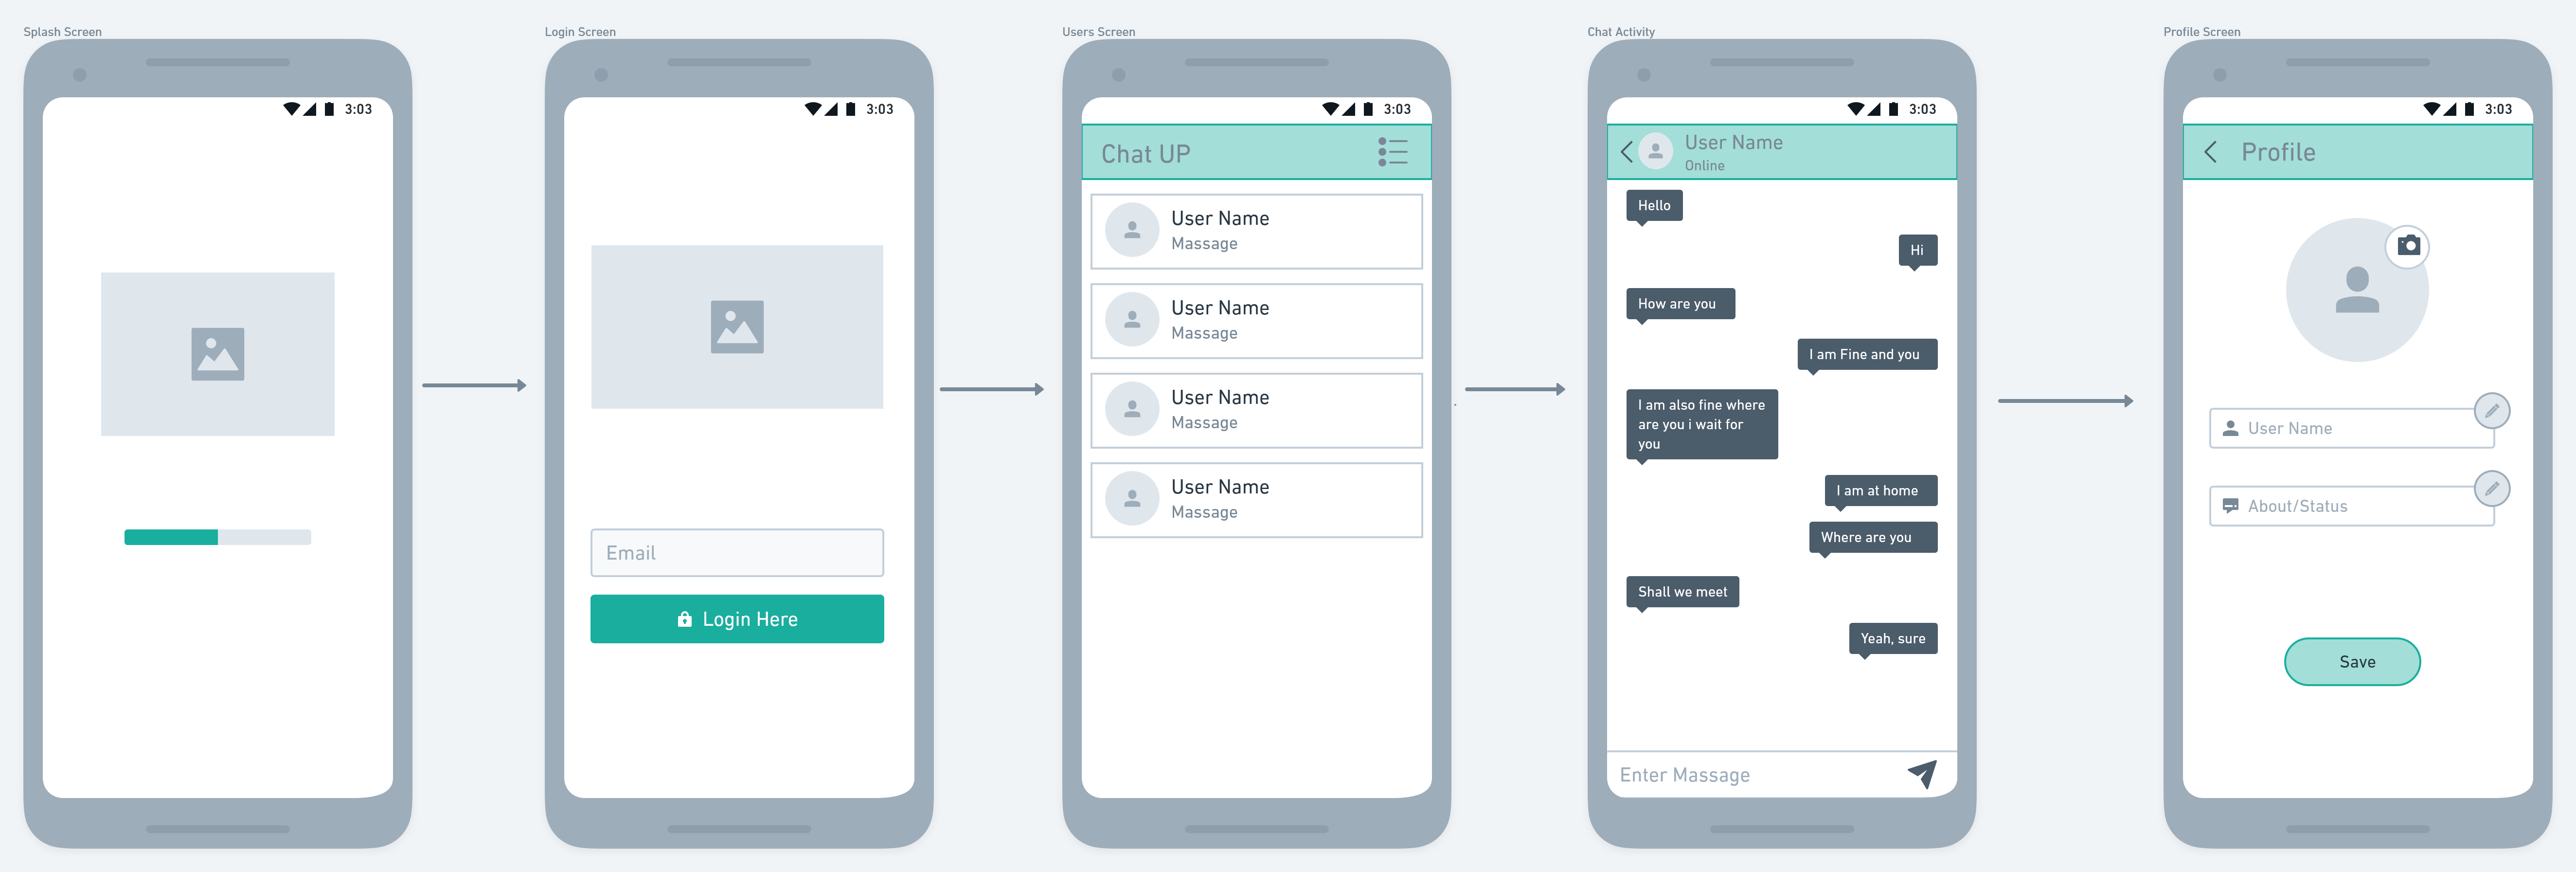 Splash Screen
3:03
Login Screen
3:03
Email
Login Here
Users Screen
3:03
Chat UP
User Name
Massage
User Name
Massage
User Name
Massage
User Name
Massage
Chat Activity
3:03
User Name
Online
Hello
Hi
How are you
I am Fine and you
I am also fine where
are you i wait for
you
I am at home
Where are you
Shall we meet
Yeah, sure
Enter Massage
Profile Screen
3:03
Profile
User Name
About/Status
Save